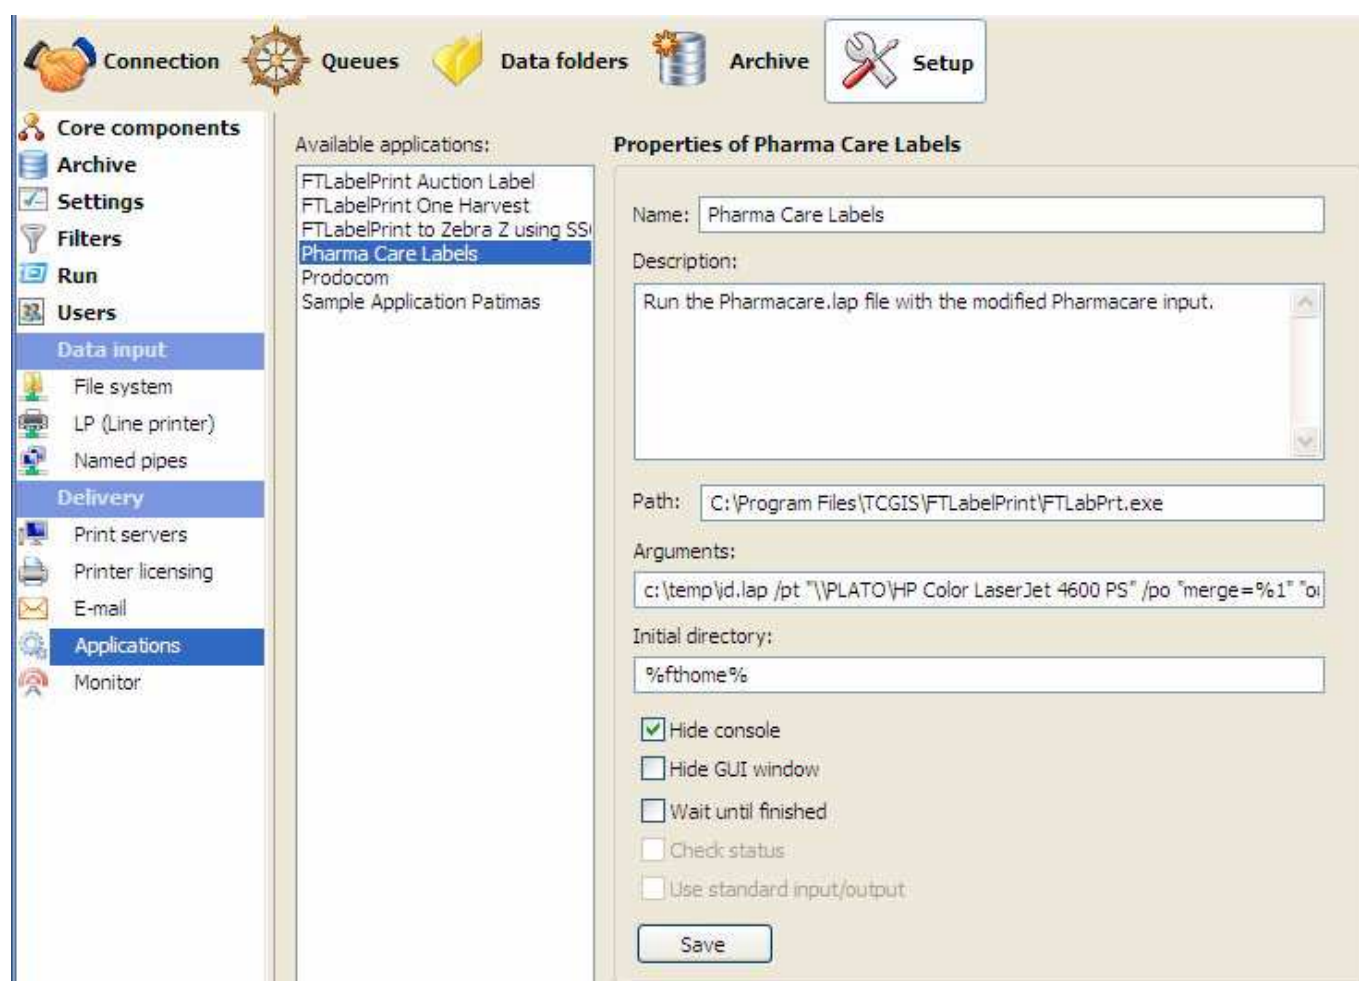 Connection
Queues
Data folders
Archive
Setup
Core components
Archive
Settings
Filters
Run
Users
Data input
File system
LP (Line printer)
Named pipes
Delivery
Print servers
Printer licensing
E-mail
Applications
Monitor
Available applications:
FTLabelPrint Auction Label
FTLabelPrint One Harvest
FTLabelPrint to Zebra Z using
Pharma Care Labels
Prodocom
Sample Application Patimas
Properties of Pharma Care Labels
Name: Pharma Care Labels
Description:
Run the Pharmacare.lap file with the modified Pharmacare input.
Path: C:\Program Files\TCGIS\FTLabelPrint\FTLabPrt.exe
Arguments:
c:\temp\id.lap /pt "\\PLATO\HP Color LaserJet 4600 PS" /po "merge=%1"
Initial directory:
%fthome%
Hide console
Hide GUI window
Wait until finished
Check status
Use standard input/output
Save